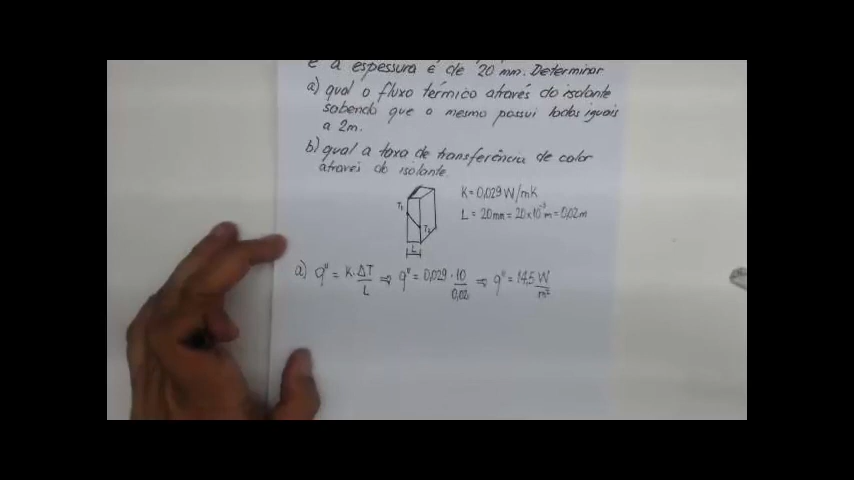 e a espessura é de 20 mm. Determinar
a) qual o fluxo térmico através do isolante
sabendo que o mesmo possui lados iguais
a 2m.
b) qual a taxa de transferência de calor
através do isolante.
K = 0,029 W/mK
T₁
L = 20mm = 20x10⁻³m = 0,02m
T₂
L
a) q" = K.ΔT/L ⇒ q" = 0,029 . 10/0,02 ⇒ q" = 14,5 W/m²